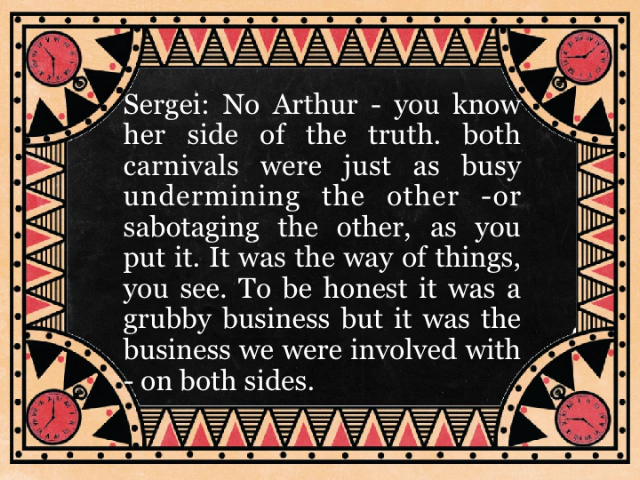 Sergei: No Arthur - you know
her side of the truth. both
carnivals were just as busy
undermining the other -or
sabotaging the other, as you
put it. It was the way of things,
you see. To be honest it was a
grubby business but it was the
business we were involved with
- on both sides.